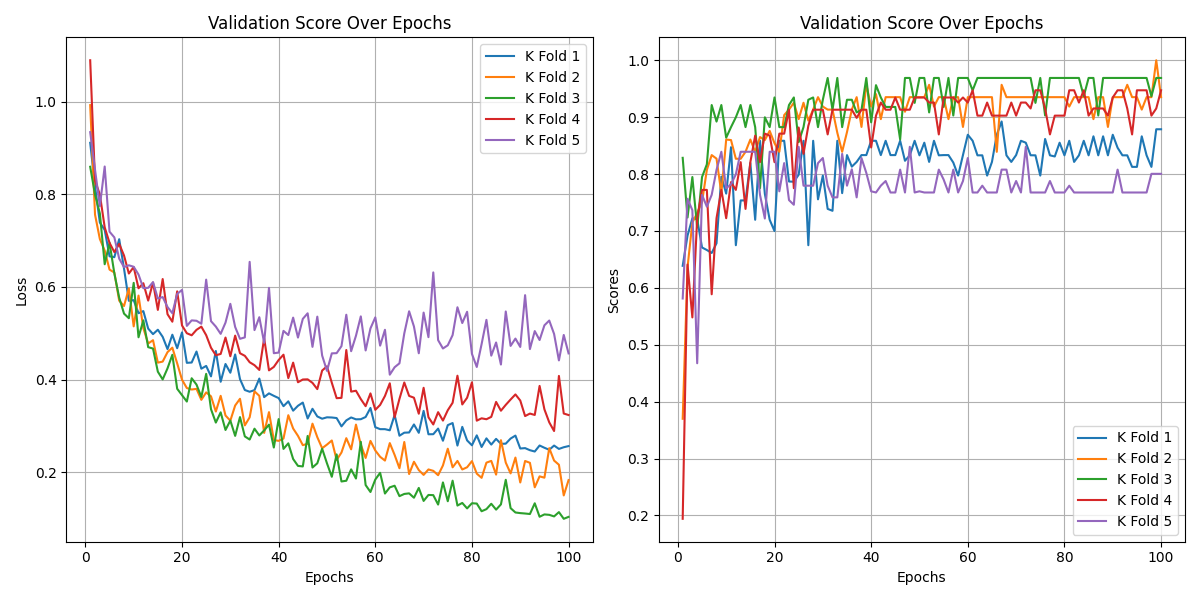 Validation Score Over Epochs
Loss
1.0
0.8
0.6
0.4
0.2
0
20
40
60
80
100
Epochs
K Fold 1
K Fold 2
K Fold 3
K Fold 4
K Fold 5
Validation Score Over Epochs
Scores
1.0
0.9
0.8
0.7
0.6
0.5
0.4
0.3
0.2
0
20
40
60
80
100
Epochs
K Fold 1
K Fold 2
K Fold 3
K Fold 4
K Fold 5